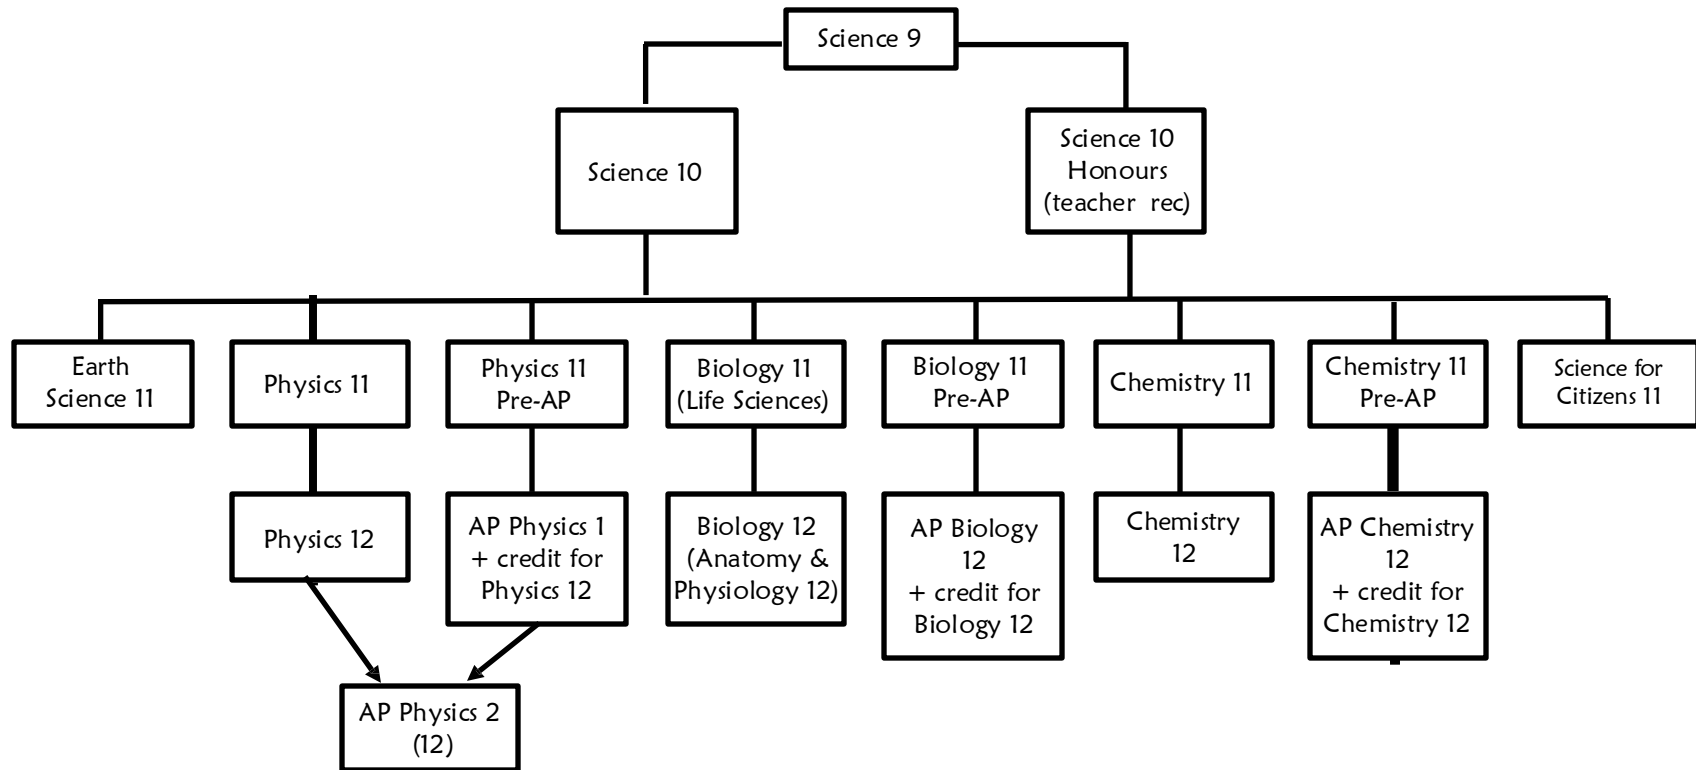 Science 9
Science 10
Science 10
Honours
(teacher rec)
Earth
Science 11
Physics 11
Physics 11
Pre-AP
Biology 11
(Life Sciences)
Biology 11
Pre-AP
Chemistry 11
Chemistry 11
Pre-AP
Science for
Citizens 11
Physics 12
AP Physics 1
+ credit for
Physics 12
Biology 12
(Anatomy &
Physiology 12)
AP Biology
12
+ credit for
Biology 12
Chemistry
12
AP Chemistry
12
+ credit for
Chemistry 12
AP Physics 2
(12)